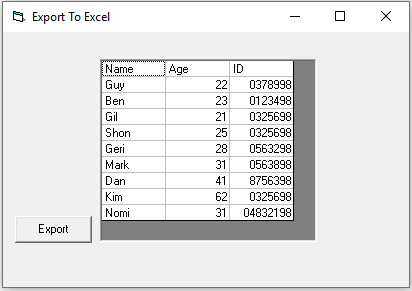 Export To Excel
Name Age ID
Guy 22 0378998
Ben 23 0123498
Gil 21 0325698
Shon 25 0325698
Geri 28 0563298
Mark 31 0563898
Dan 41 8756398
Kim 62 0325698
Nomi 31 04832198
Export